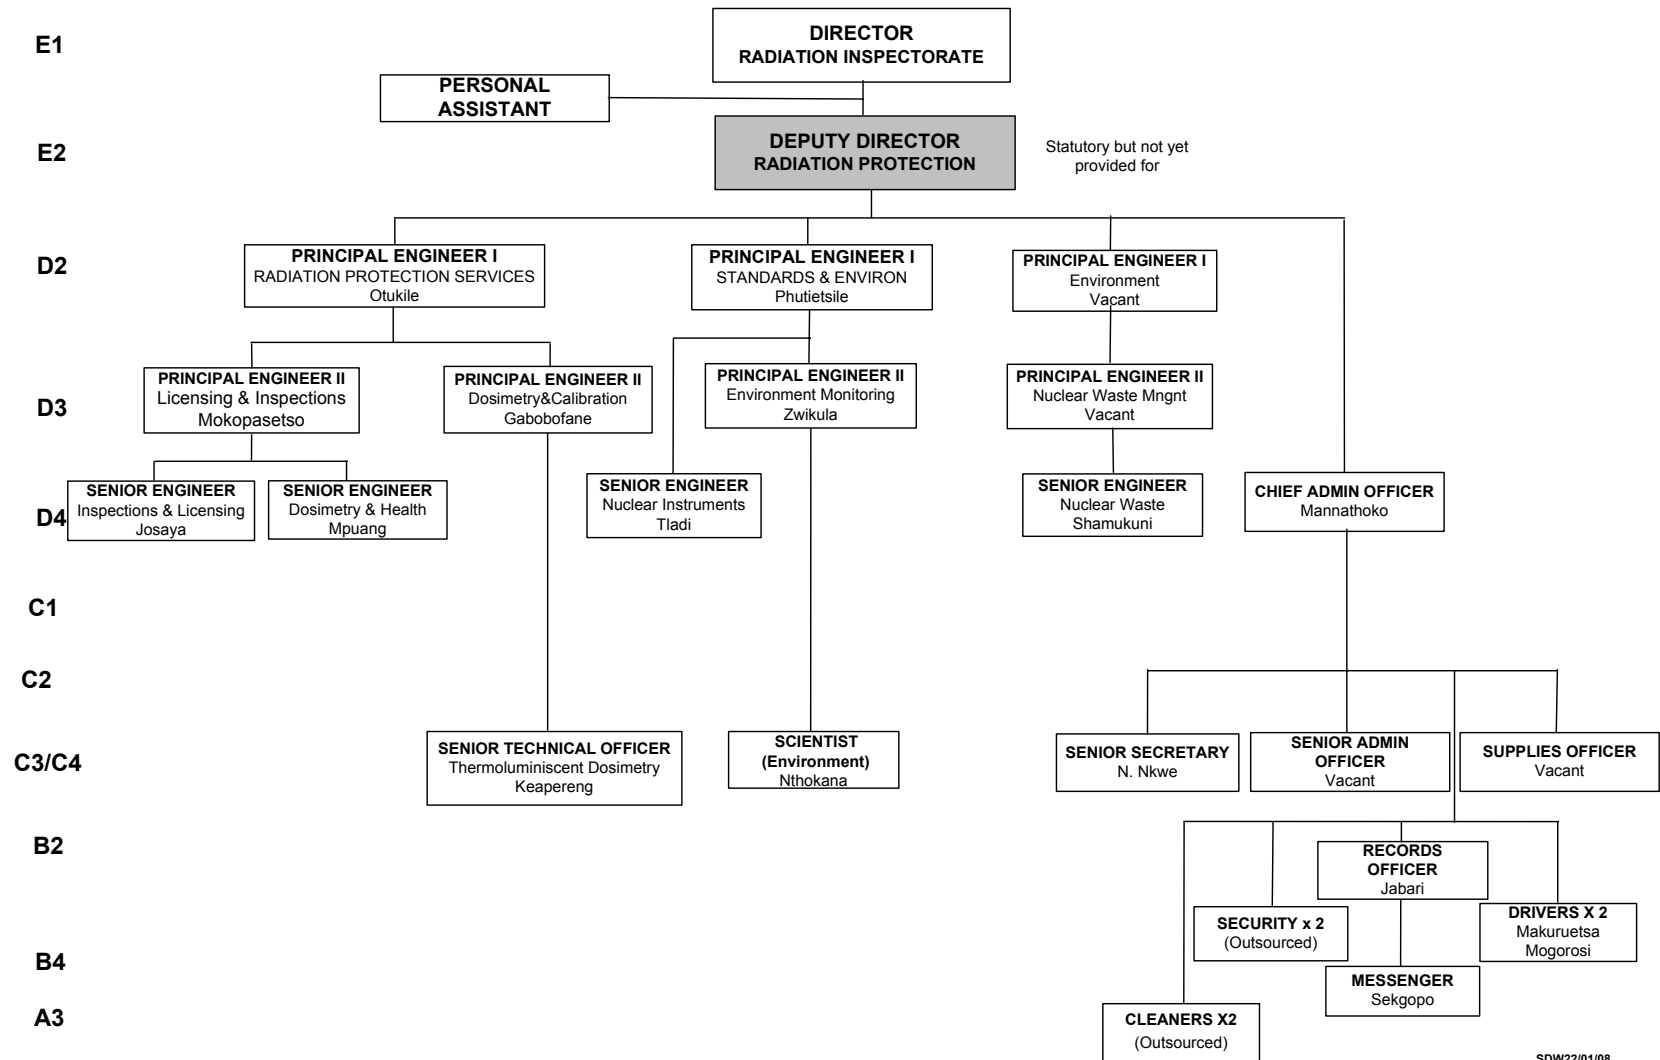 E1
DIRECTOR
RADIATION INSPECTORATE
PERSONAL
ASSISTANT
E2
DEPUTY DIRECTOR
RADIATION PROTECTION
Statutory but not yet
provided for
D2
PRINCIPAL ENGINEER I
RADIATION PROTECTION SERVICES
Otukile
PRINCIPAL ENGINEER I
STANDARDS & ENVIRON
Phutietsile
PRINCIPAL ENGINEER I
Environment
Vacant
D3
PRINCIPAL ENGINEER II
Licensing & Inspections
Mokopasetso
PRINCIPAL ENGINEER II
Dosimetry&Calibration
Gabobofane
PRINCIPAL ENGINEER II
Environment Monitoring
Zwikula
PRINCIPAL ENGINEER II
Nuclear Waste Mngnt
Vacant
D4
SENIOR ENGINEER
Inspections & Licensing
Josaya
SENIOR ENGINEER
Dosimetry & Health
Mpuang
SENIOR ENGINEER
Nuclear Instruments
Tladi
SENIOR ENGINEER
Nuclear Waste
Shamukuni
CHIEF ADMIN OFFICER
Mannathoko
C1
C2
C3/C4
SENIOR TECHNICAL OFFICER
Thermoluminiscent Dosimetry
Keapereng
SCIENTIST
(Environment)
Nthokana
SENIOR SECRETARY
N. Nkwe
SENIOR ADMIN
OFFICER
Vacant
SUPPLIES OFFICER
Vacant
B2
RECORDS
OFFICER
Jabari
SECURITY x 2
(Outsourced)
DRIVERS X 2
Makuruetsa
Mogorosi
B4
MESSENGER
Sekgopo
A3
CLEANERS X2
(Outsourced)
SDW22/01/08